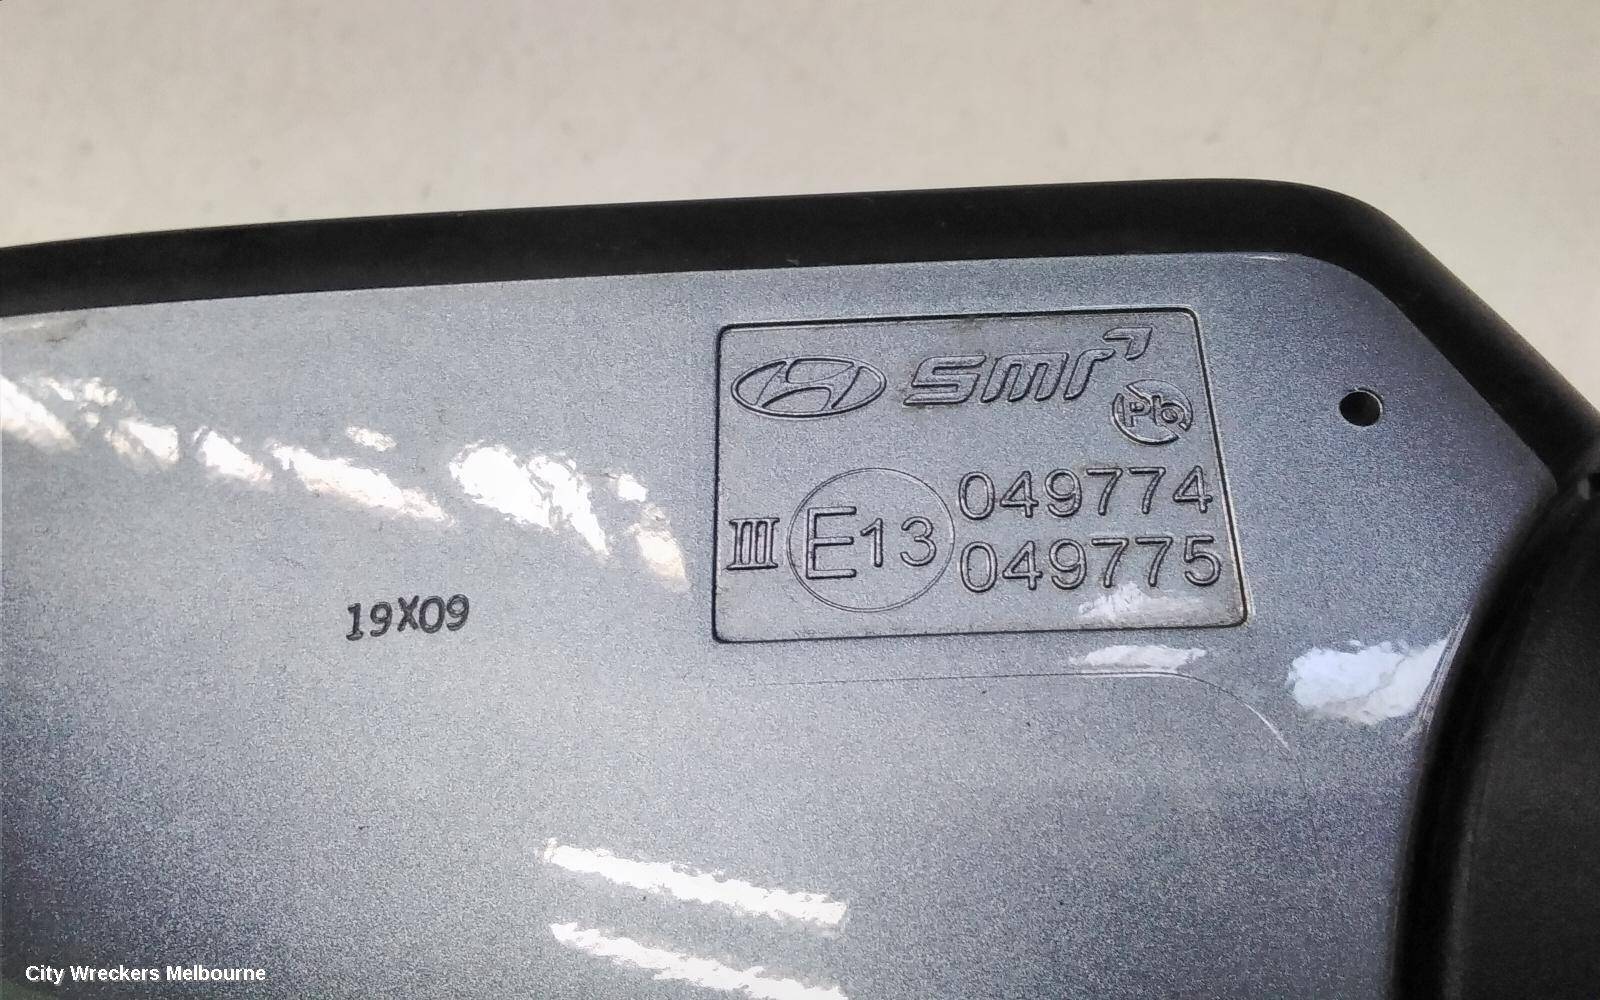 SMR
Pb
III E13 049774
049775
19X09
City Wreckers Melbourne